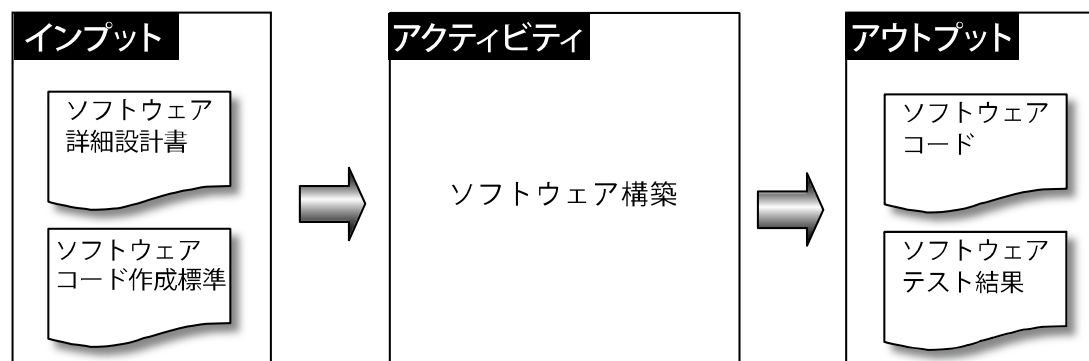 インプット
ソフトウェア
詳細設計書
ソフトウェア
コード作成標準
アクティビティ
ソフトウェア構築
アウトプット
ソフトウェア
コード
ソフトウェア
テスト結果